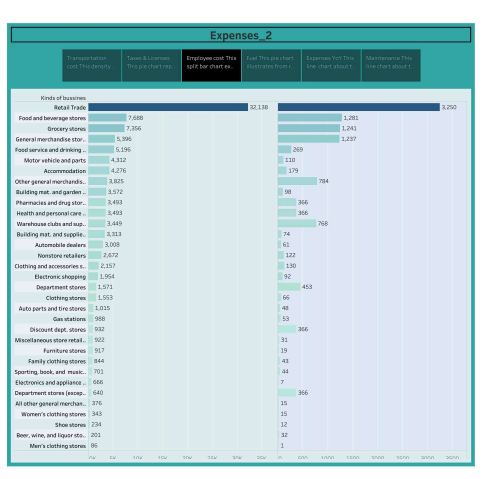 Expenses_2
Transportation cost This density
Taxes & Licenses This pie chart rep..
Employee cost This split bar chart ex..
Fuel This pie chart illustrates from r..
Expenses YoY This line chart about t..
Maintenance This line chart about t..
Kinds of bussines
Retail Trade 32,138 3,250
Food and beverage stores 7,688 1,281
Grocery stores 7,356 1,241
General merchandise stor.. 5,396 1,237
Food service and drinking .. 5,196 269
Motor vehicle and parts 4,312 110
Accommodation 4,276 179
Other general merchandis.. 3,825 784
Building mat. and garden .. 3,572 98
Pharmacies and drug stor.. 3,493 366
Health and personal care .. 3,493 366
Warehouse clubs and sup.. 3,449 768
Building mat. and supplie.. 3,313 74
Automobile dealers 3,008 61
Nonstore retailers 2,672 122
Clothing and accessories s.. 2,157 130
Electronic shopping 1,954 92
Department stores 1,571 453
Clothing stores 1,553 66
Auto parts and tire stores 1,015 48
Gas stations 988 53
Discount dept. stores 932 366
Miscellaneous store retail.. 922 31
Furniture stores 917 19
Family clothing stores 844 43
Sporting, book, and music.. 701 44
Electronics and appliance .. 666 7
Department stores (excep.. 640 366
All other general merchan.. 376 15
Women's clothing stores 343 15
Shoe stores 234 12
Beer, wine, and liquor sto.. 201 32
Men's clothing stores 86 1
0K 5K 10K 15K 20K 25K 30K 35K 0 500 1000 1500 2000 2500 3000 3500